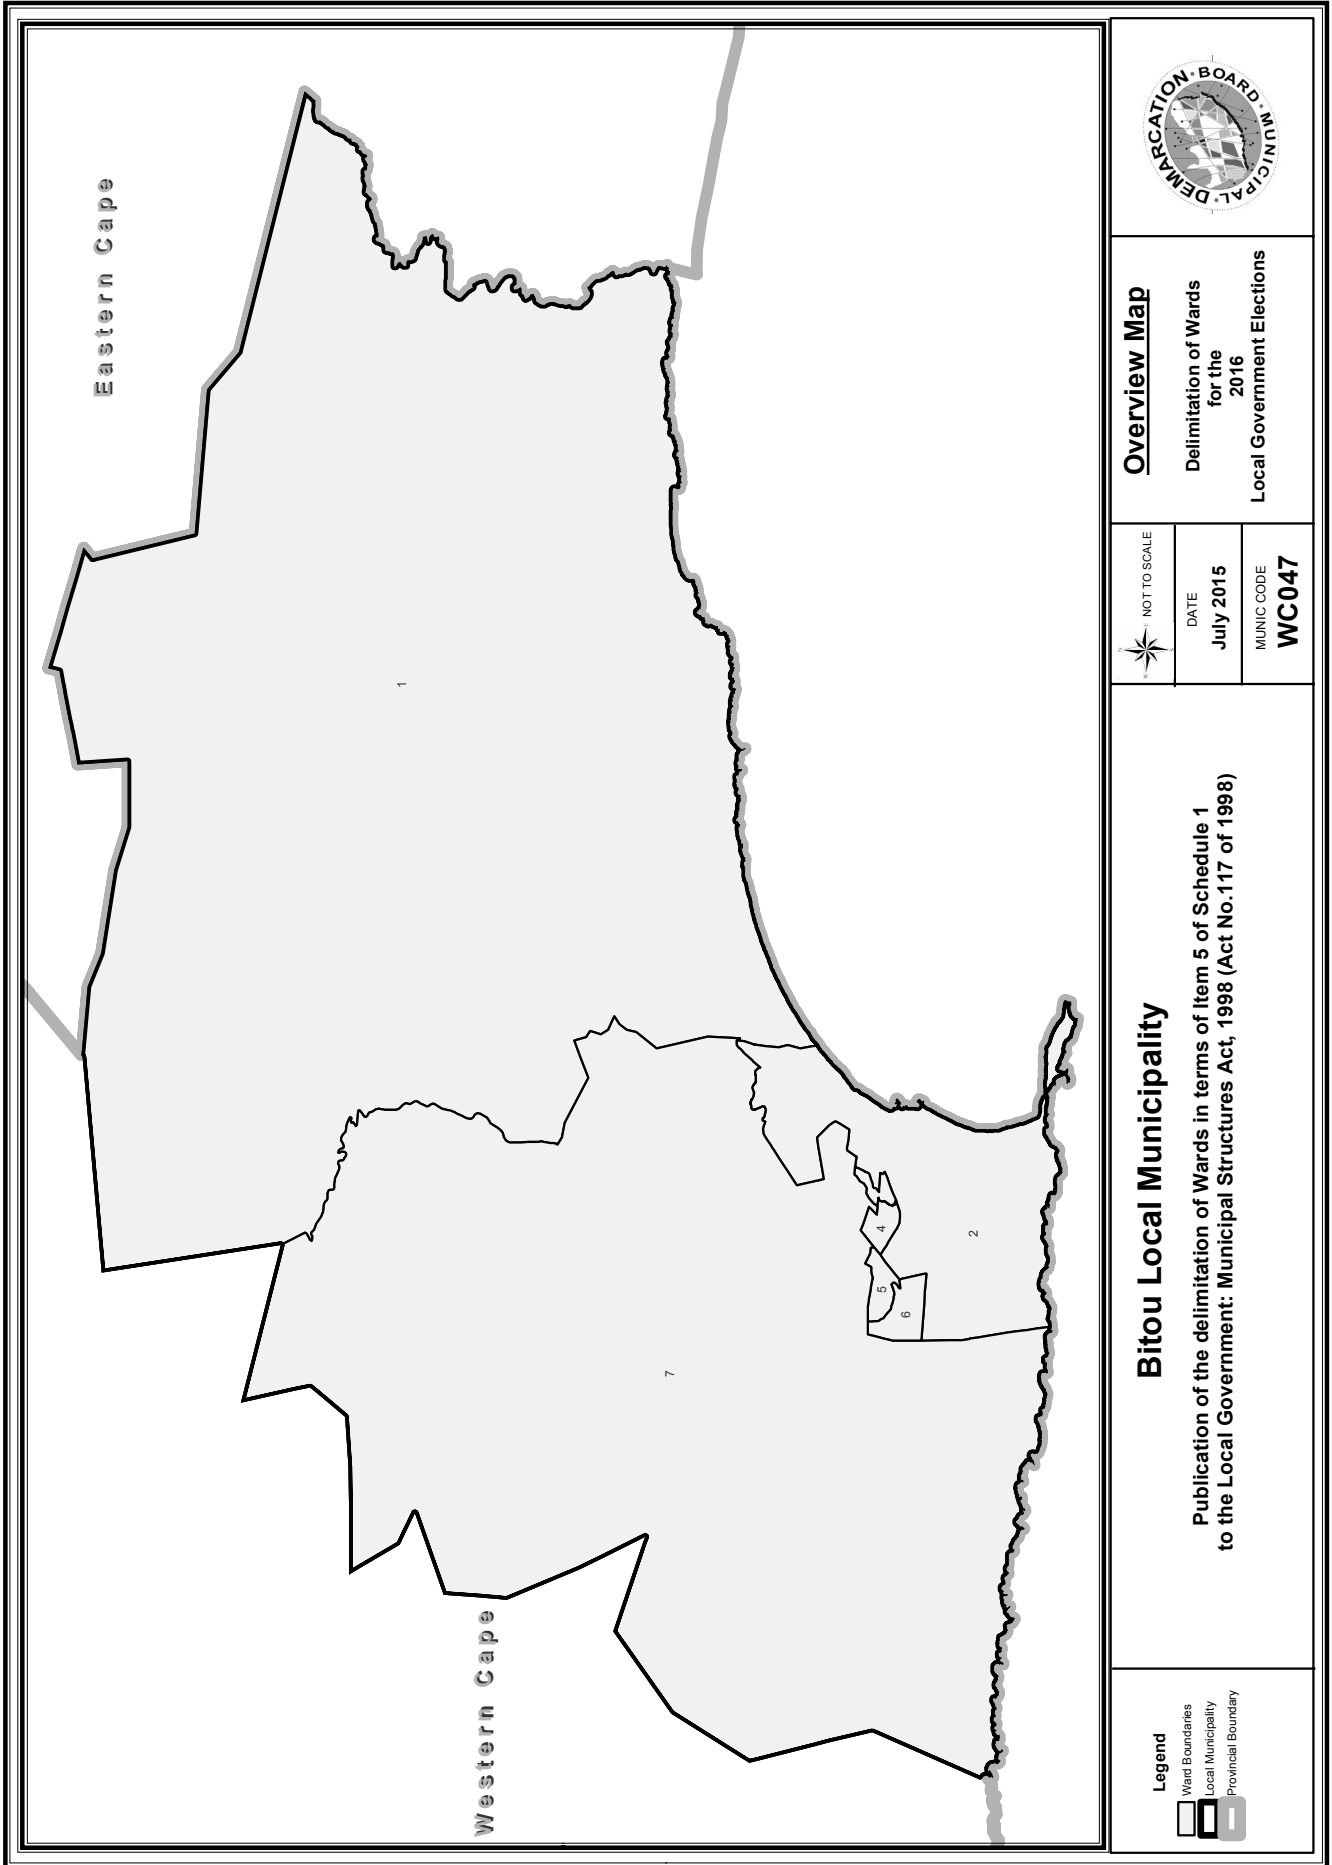 Eastern Cape
Western Cape
1
2
4
5
6
7
Legend
Ward Boundaries
Local Municipality
Provincial Boundary
Bitou Local Municipality
Publication of the delimitation of Wards in terms of Item 5 of Schedule 1
to the Local Government: Municipal Structures Act, 1998 (Act No.117 of 1998)
N
W
E
S
NOT TO SCALE
DATE
July 2015
MUNIC CODE
WC047
Overview Map
Delimitation of Wards
for the
2016
Local Government Elections
MUNICIPAL • DEMARCATION • BOARD •